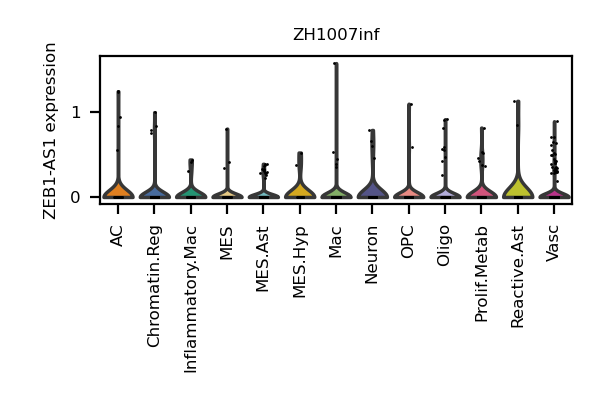 ZH1007inf
ZEB1-AS1 expression
1
0
AC
Chromatin.Reg
Inflammatory.Mac
MES
MES.Ast
MES.Hyp
Mac
Neuron
OPC
Oligo
Prolif.Metab
Reactive.Ast
Vasc